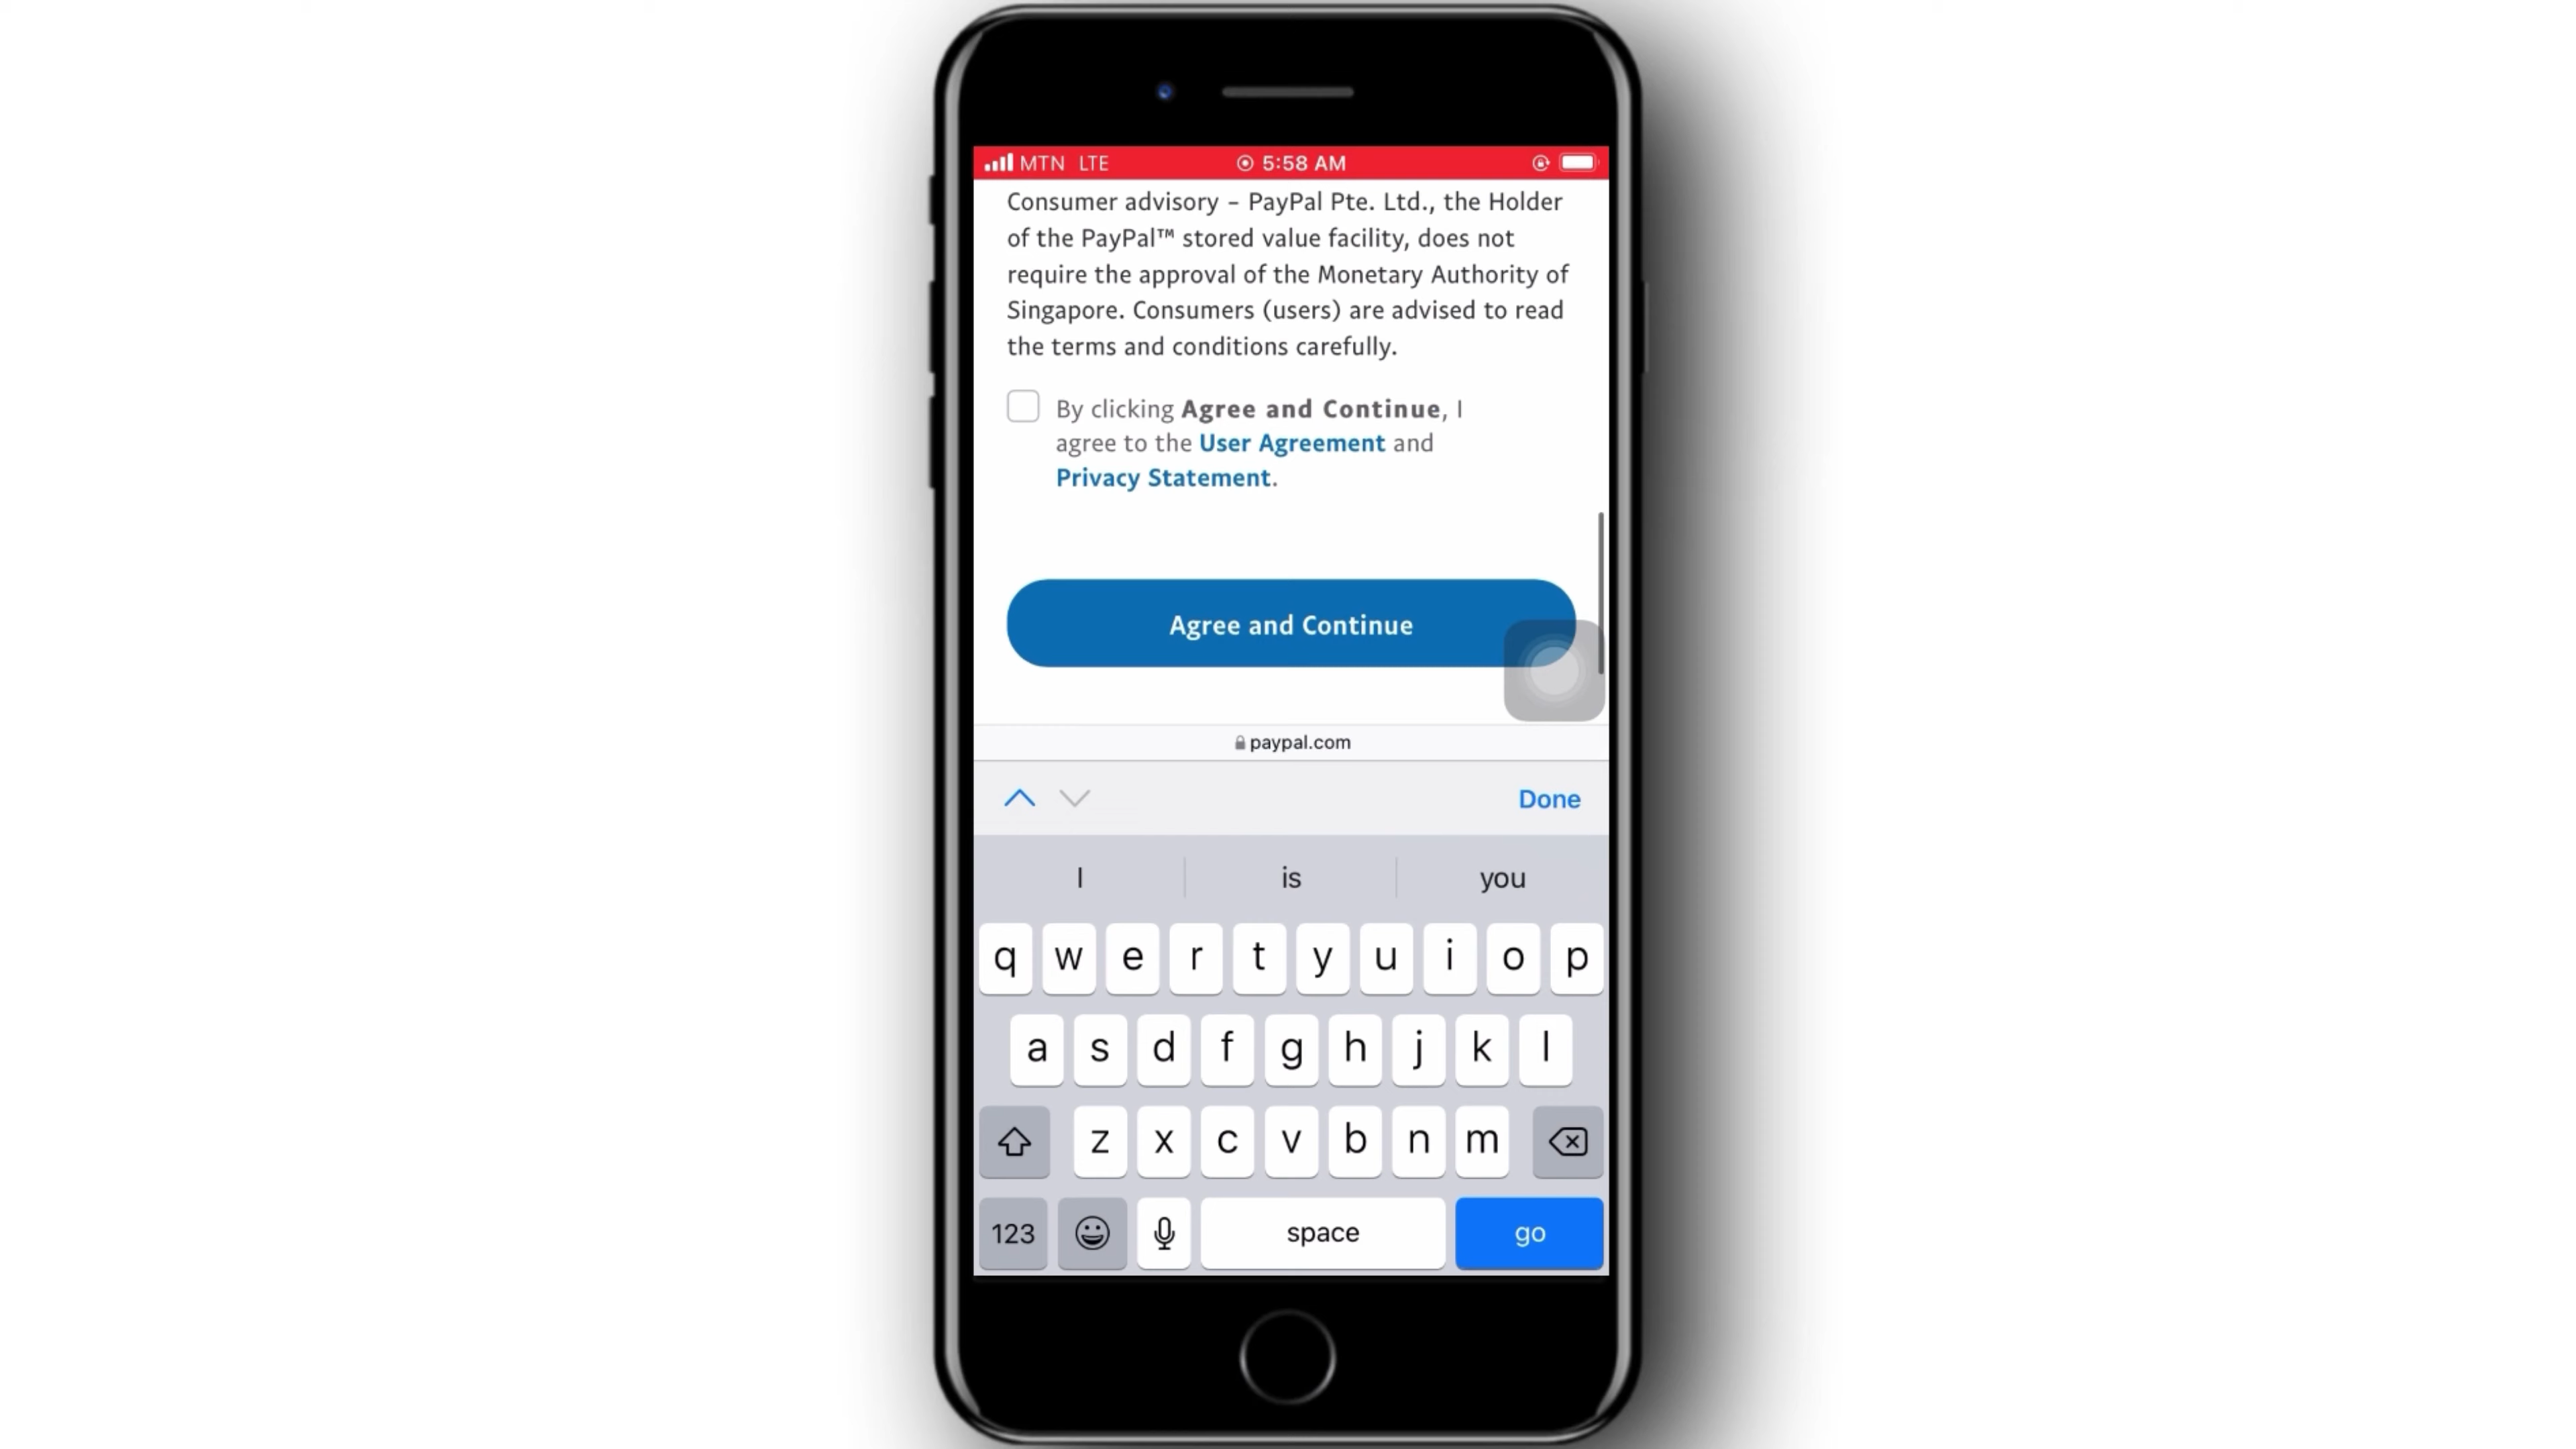 MTN LTE 5:58 AM
Consumer advisory – PayPal Pte. Ltd., the Holder
of the PayPal™ stored value facility, does not
require the approval of the Monetary Authority of
Singapore. Consumers (users) are advised to read
the terms and conditions carefully.
By clicking Agree and Continue, I
agree to the User Agreement and
Privacy Statement.
Agree and Continue
paypal.com
Done
I is you
q w e r t y u i o p
a s d f g h j k l
z x c v b n m
123 space go